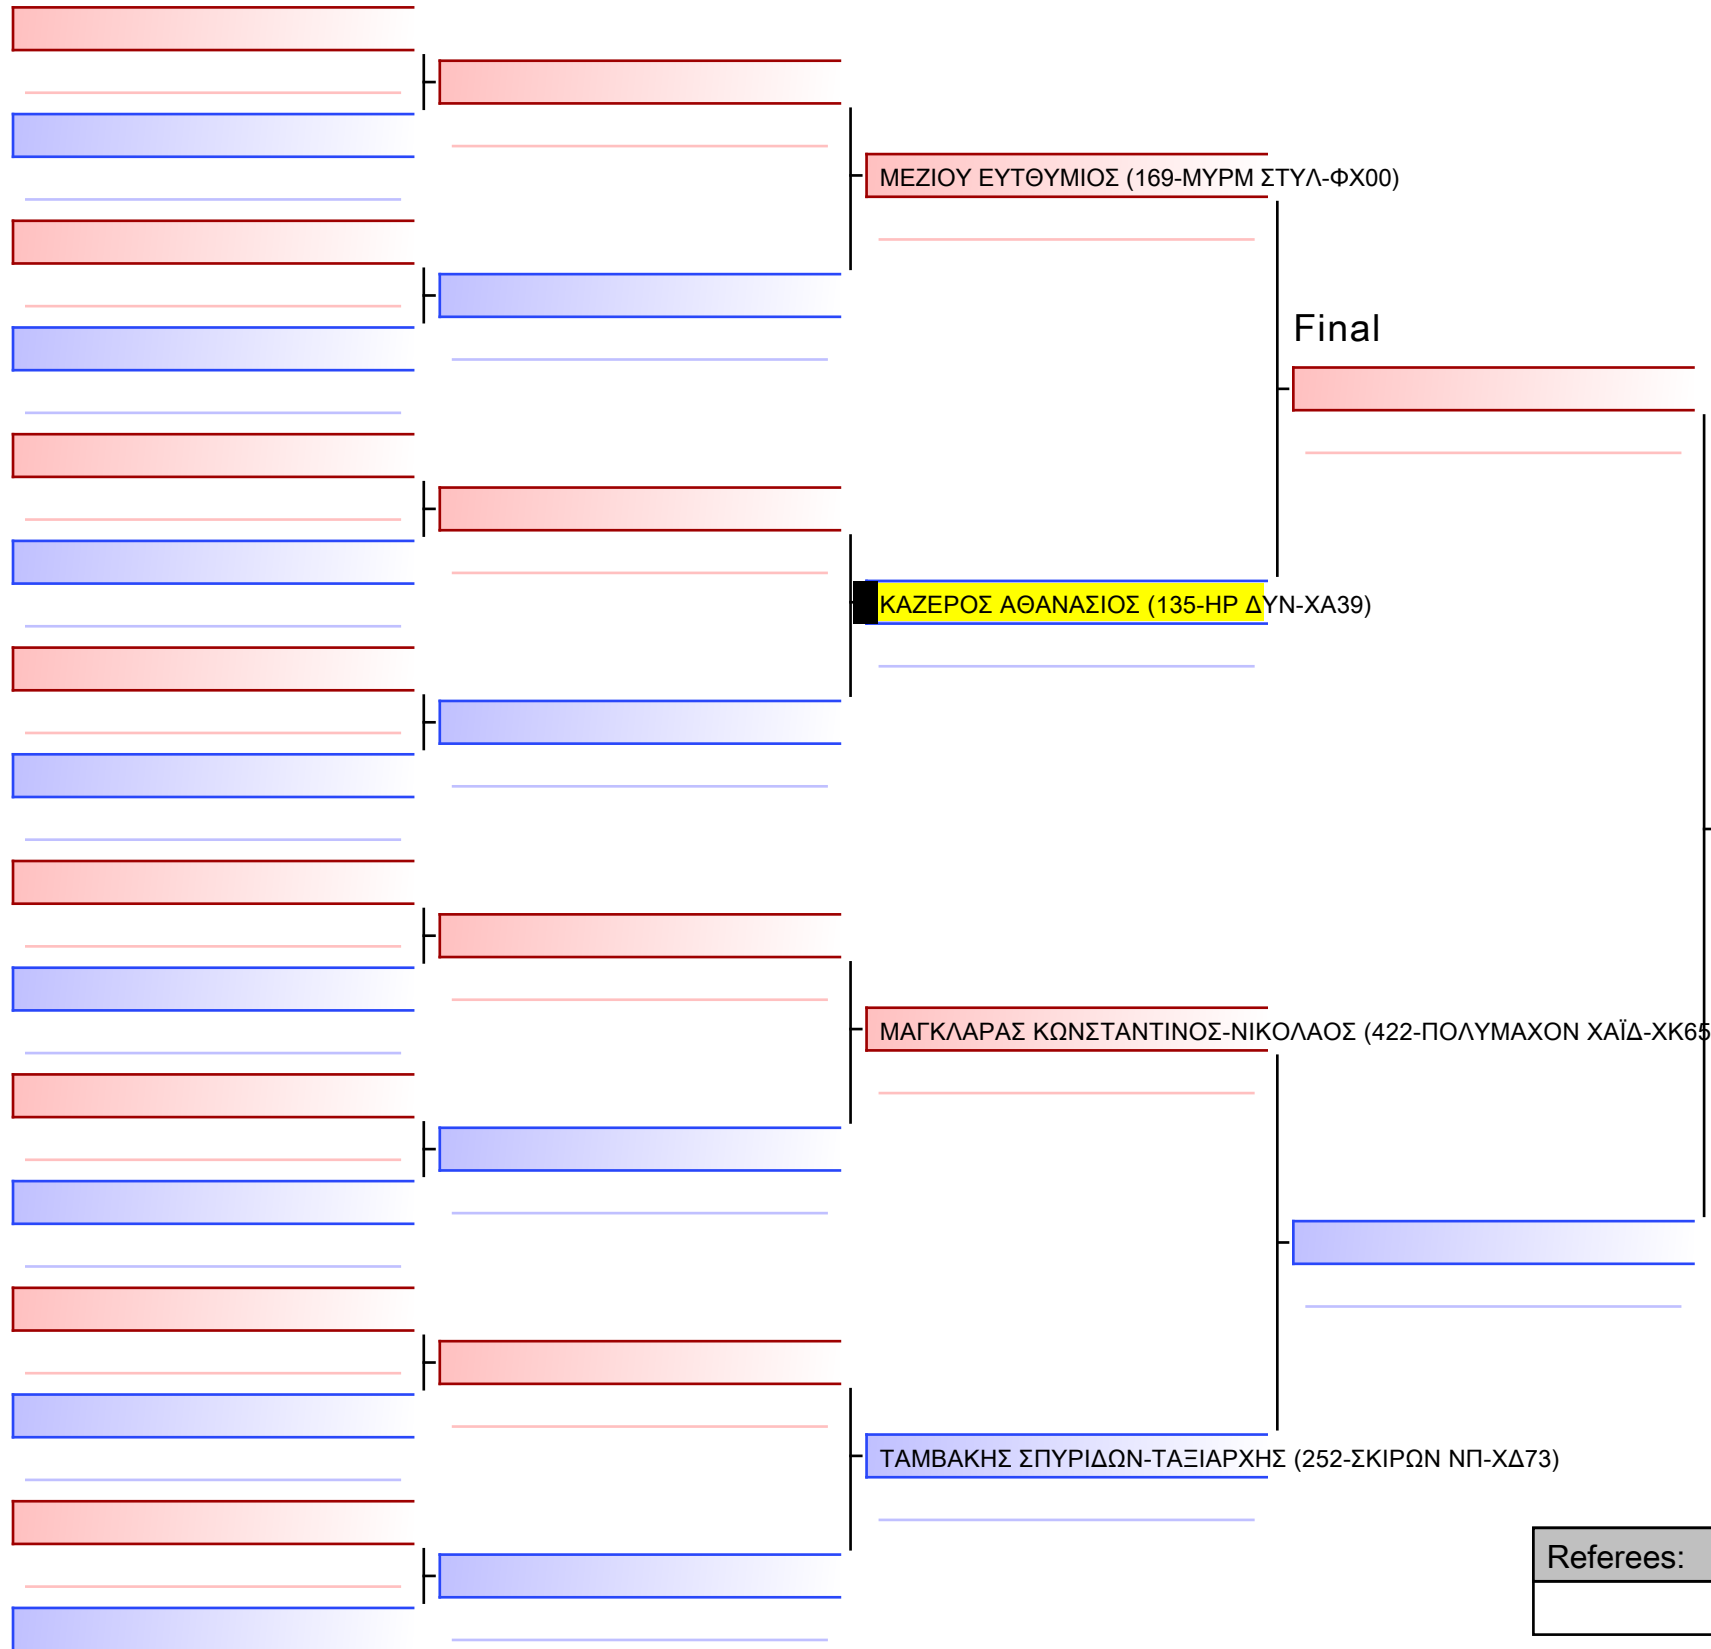 ΜΕΖΙΟΥ ΕΥΤΘΥΜΙΟΣ (169-ΜΥΡΜ ΣΤΥΛ-ΦΧ00)
Final
ΚΑΖΕΡΟΣ ΑΘΑΝΑΣΙΟΣ (135-ΗΡ ΔΥΝ-ΧΑ39)
ΜΑΓΚΛΑΡΑΣ ΚΩΝΣΤΑΝΤΙΝΟΣ-ΝΙΚΟΛΑΟΣ (422-ΠΟΛΥΜΑΧΟΝ ΧΑΪΔ-ΧΚ65
ΤΑΜΒΑΚΗΣ ΣΠΥΡΙΔΩΝ-ΤΑΞΙΑΡΧΗΣ (252-ΣΚΙΡΩΝ ΝΠ-ΧΔ73)
Referees: